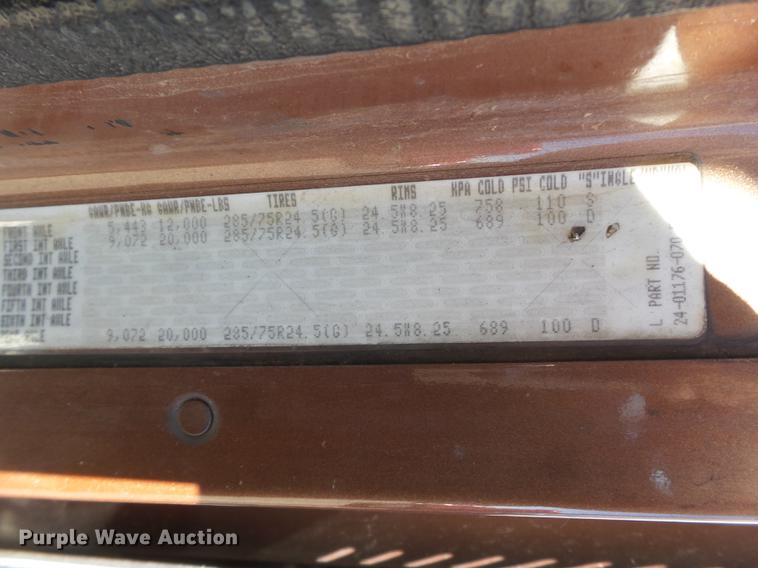 GAWR/PNBE-KG GAWR/PNBE-LBS TIRES RIMS KPA COLD PSI COLD "S"INGLE
AXLE 5,443 12,000 285/75R24.5(G) 24.5X8.25 758 110 S
FIRST INT AXLE 9,072 20,000 285/75R24.5(G) 24.5X8.25 689 100 D
SECOND INT AXLE
THIRD INT AXLE
FOURTH INT AXLE
FIFTH INT AXLE
INT AXLE
9,072 20,000 285/75R24.5(G) 24.5X8.25 689 100 D
L PART NO.
24-01176-070
Purple Wave Auction